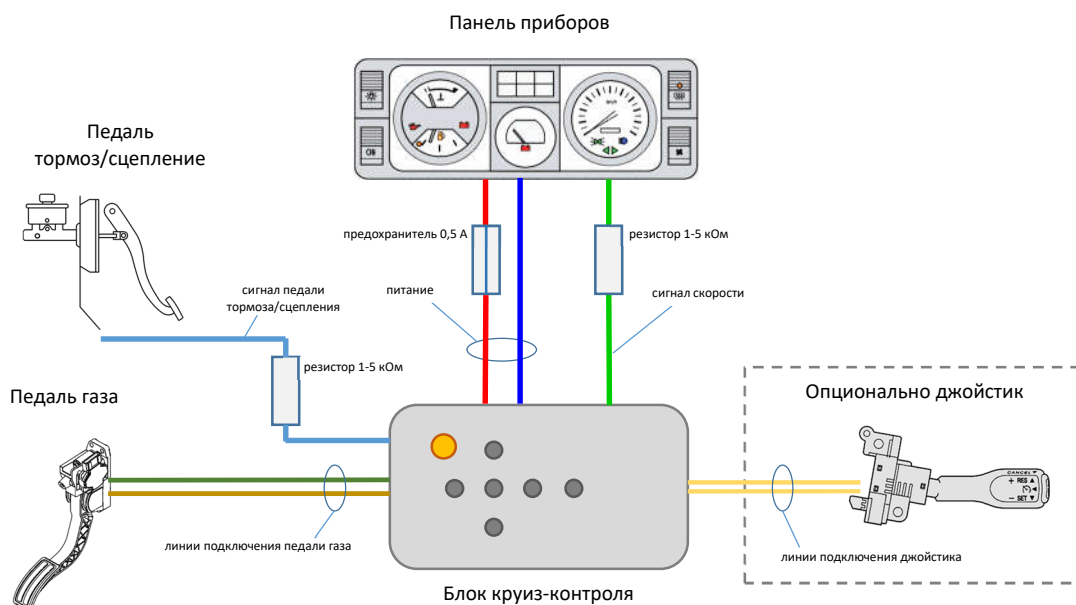 Панель приборов
Педаль
тормоз/сцепление
предохранитель 0,5 А
резистор 1-5 кОм
сигнал педали
тормоза/сцепления
питание
сигнал скорости
резистор 1-5 кОм
Педаль газа
Опционально джойстик
CANCEL
+ RES ▲
− SET ▼
линии подключения педали газа
линии подключения джойстика
Блок круиз-контроля